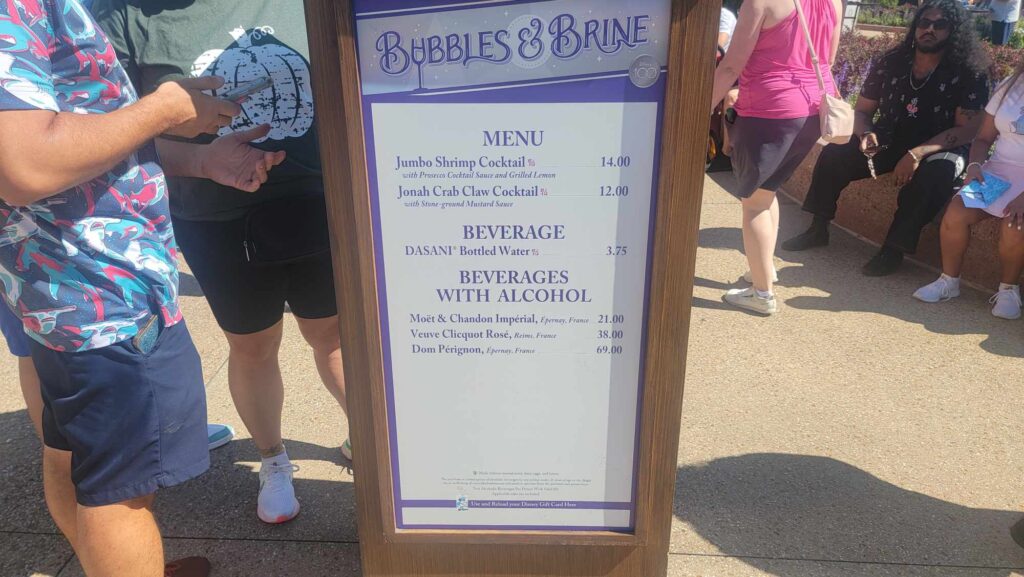 BUBBLES & BRINE
100
MENU
Jumbo Shrimp Cocktail 14.00
with Prosecco Cocktail Sauce and Grilled Lemon
Jonah Crab Claw Cocktail 12.00
with Stone-ground Mustard Sauce
BEVERAGE
DASANI® Bottled Water 3.75
BEVERAGES
WITH ALCOHOL
Moët & Chandon Impérial, Épernay, France 21.00
Veuve Clicquot Rosé, Reims, France 38.00
Dom Pérignon, Épernay, France 69.00
Use and Reload your Disney Gift Card Here